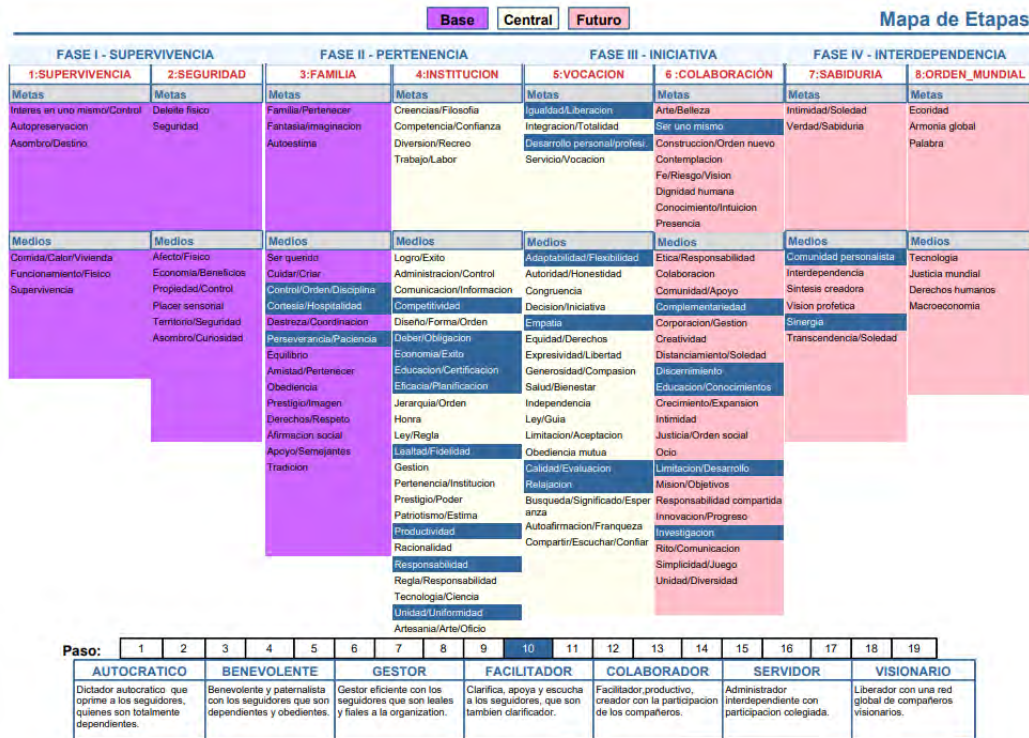 Base Central Futuro
Mapa de Etapas
FASE I - SUPERVIVENCIA
FASE II - PERTENENCIA
FASE III - INICIATIVA
FASE IV - INTERDEPENDENCIA
1:SUPERVIVENCIA
Metas
Interes en uno mismo/Control
Autopreservacion
Asombro/Destino
Medios
Comida/Calor/Vivienda
Funcionamiento/Fisico
Supervivencia
2:SEGURIDAD
Metas
Deleite fisico
Seguridad
Medios
Afecto/Fisico
Economia/Beneficios
Propiedad/Control
Placer sensorial
Territorio/Seguridad
Asombro/Curiosidad
3:FAMILIA
Metas
Familia/Pertenecer
Fantasia/imaginacion
Autoestima
Medios
Ser querido
Cuidar/Criar
Control/Orden/Disciplina
Cortesia/Hospitalidad
Destreza/Coordinacion
Perseverancia/Paciencia
Equilibrio
Amistad/Pertenecer
Obediencia
Prestigio/Imagen
Derechos/Respeto
Afirmacion social
Apoyo/Semejantes
Tradicion
4:INSTITUCION
Metas
Creencias/Filosofia
Competencia/Confianza
Diversion/Recreo
Trabajo/Labor
Medios
Logro/Exito
Administracion/Control
Comunicacion/Informacion
Competitividad
Diseño/Forma/Orden
Deber/Obligacion
Economia/Exito
Educacion/Certificacion
Eficacia/Planificacion
Jerarquia/Orden
Honra
Ley/Regla
Lealtad/Fidelidad
Gestion
Pertenencia/Institucion
Prestigio/Poder
Patriotismo/Estima
Productividad
Racionalidad
Responsabilidad
Regla/Responsabilidad
Tecnologia/Ciencia
Unidad/Uniformidad
Artesania/Arte/Oficio
5:VOCACION
Metas
Igualdad/Liberacion
Integracion/Totalidad
Desarrollo personal/profesi.
Servicio/Vocacion
Medios
Adaptabilidad/Flexibilidad
Autoridad/Honestidad
Congruencia
Decision/Iniciativa
Empatia
Equidad/Derechos
Expresividad/Libertad
Generosidad/Compasion
Salud/Bienestar
Independencia
Ley/Guia
Limitacion/Aceptacion
Obediencia mutua
Calidad/Evaluacion
Relajacion
Busqueda/Significado/Esper
anza
Autoafirmacion/Franqueza
Compartir/Escuchar/Confiar
6 :COLABORACIÓN
Metas
Arte/Belleza
Ser uno mismo
Construccion/Orden nuevo
Contemplacion
Fe/Riesgo/Vision
Dignidad humana
Conocimiento/Intuicion
Presencia
Medios
Etica/Responsabilidad
Colaboracion
Comunidad/Apoyo
Complementariedad
Corporacion/Gestion
Creatividad
Distanciamiento/Soledad
Discernimiento
Educacion/Conocimientos
Crecimiento/Expansion
Intimidad
Justicia/Orden social
Ocio
Limitacion/Desarrollo
Mision/Objetivos
Responsabilidad compartida
Innovacion/Progreso
Investigacion
Rito/Comunicacion
Simplicidad/Juego
Unidad/Diversidad
7:SABIDURIA
Metas
Intimidad/Soledad
Verdad/Sabiduria
Medios
Comunidad personalista
Interdependencia
Sintesis creadora
Vision profetica
Sinergia
Transcendencia/Soledad
8:ORDEN_MUNDIAL
Metas
Ecoridad
Armonia global
Palabra
Medios
Tecnologia
Justicia mundial
Derechos humanos
Macroeconomia
Paso: 1 2 3 4 5 6 7 8 9 10 11 12 13 14 15 16 17 18 19
AUTOCRATICO
Dictador autocratico que
oprime a los seguidores,
quienes son totalmente
dependientes.
BENEVOLENTE
Benevolente y paternalista
con los seguidores que son
dependientes y obedientes.
GESTOR
Gestor eficiente con los
seguidores que son leales
y fiales a la organization.
FACILITADOR
Clarifica, apoya y escucha
a los seguidores, que son
tambien clarificador.
COLABORADOR
Facilitador,productivo,
creador con la participacion
de los compañeros.
SERVIDOR
Administrador
interdependiente con
participacion colegiada.
VISIONARIO
Liberador con una red
global de compañeros
visionarios.